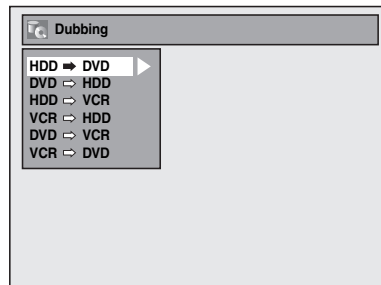 Dubbing
HDD ➡ DVD
DVD ⇨ HDD
HDD ⇨ VCR
VCR ⇨ HDD
DVD ⇨ VCR
VCR ⇨ DVD